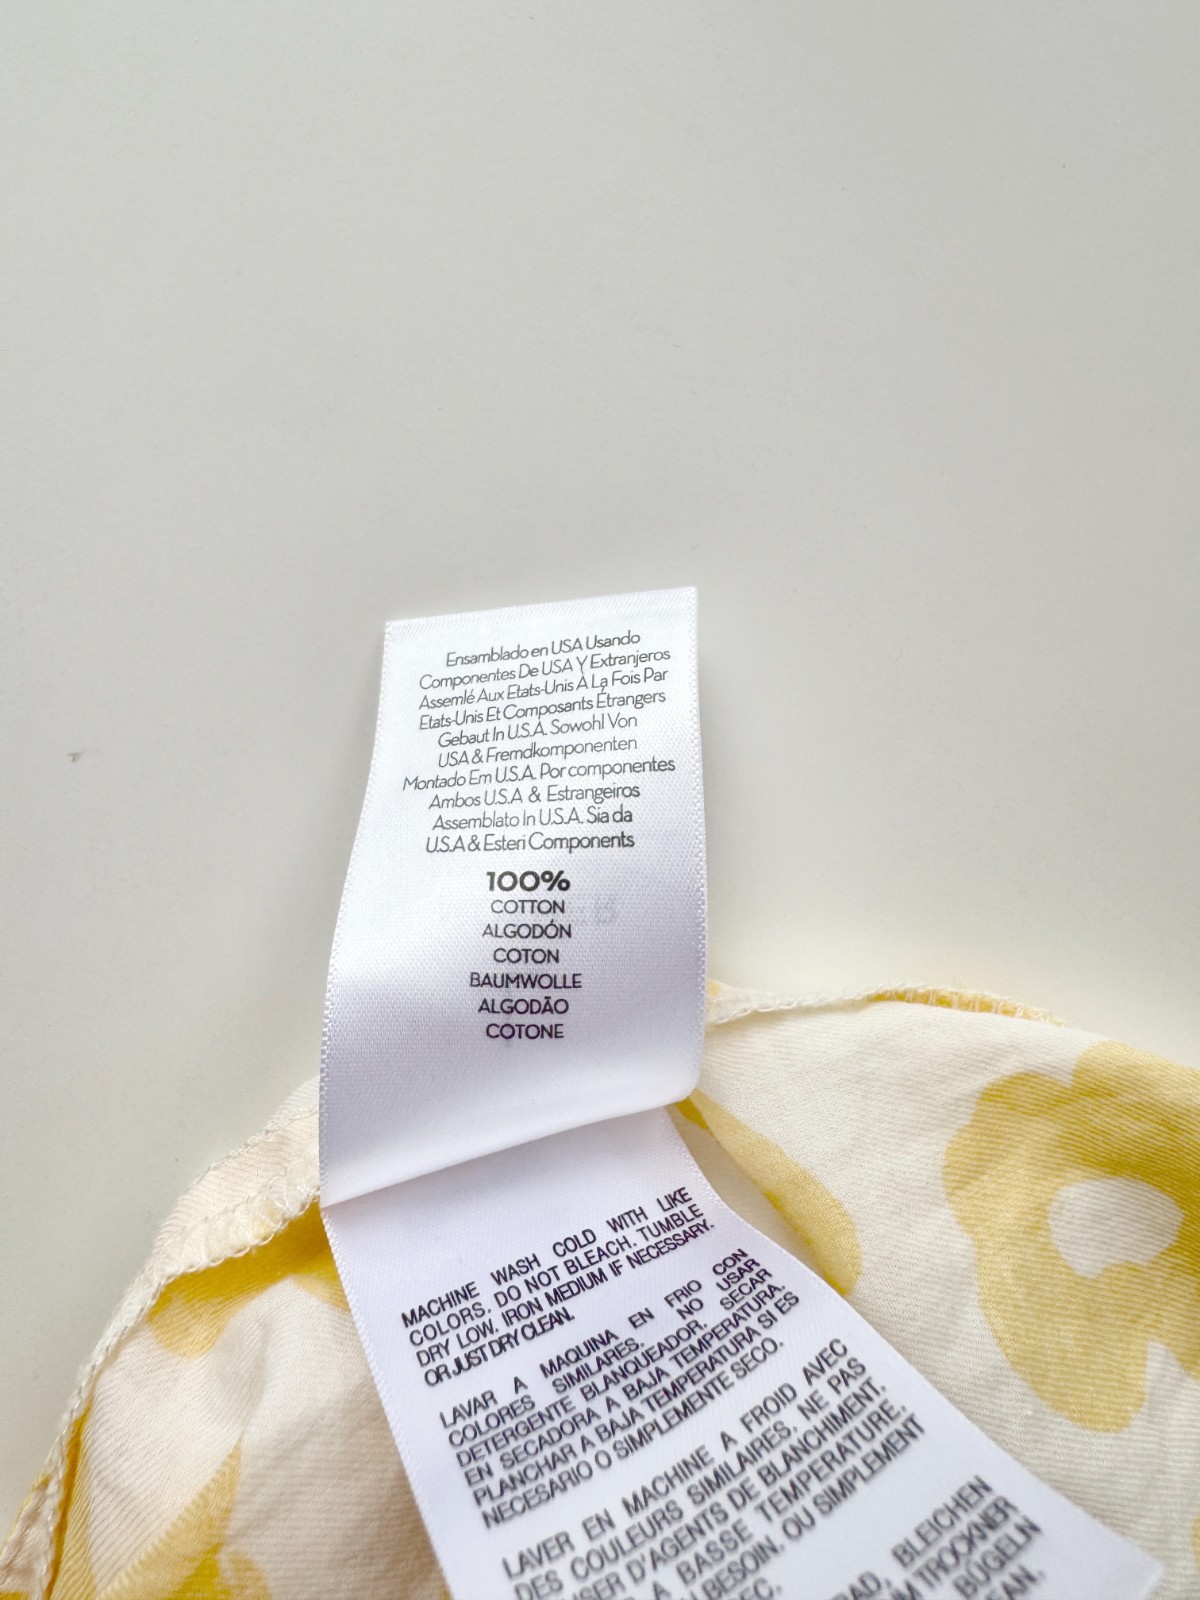 Ensamblado en USA Usando
Componentes De USA Y Extranjeros
Assemlé Aux Etats-Unis À La Fois Par
Etats-Unis Et Composants Étrangers
Gebaut In U.S.A. Sowohl Von
USA & Fremdkomponenten
Montado Em U.S.A. Por componentes
Ambos U.S.A & Estrangeiros
Assemblato In U.S.A. Sia da
U.S.A & Esteri Components
100%
COTTON
ALGODÓN
COTON
BAUMWOLLE
ALGODÃO
COTONE
MACHINE WASH COLD WITH LIKE
COLORS. DO NOT BLEACH. TUMBLE
DRY LOW. IRON MEDIUM IF NECESSARY.
OR JUST DRY CLEAN.
LAVAR A MAQUINA EN FRIO CON
COLORES SIMILARES. NO USAR
DETERGENTE BLANQUEADOR. SECAR
EN SECADORA A BAJA TEMPERATURA.
PLANCHAR A BAJA TEMPERATURA SI ES
NECESARIO O SIMPLEMENTE SECO.
LAVER EN MACHINE A FROID AVEC
DES COULEURS SIMILAIRES. NE PAS
D'AGENTS DE BLANCHIMENT.
A BASSE TEMPERATURE.
BESOIN. OU SIMPLEMENT
BLEICHEN
TROCKNER
BÜGELN